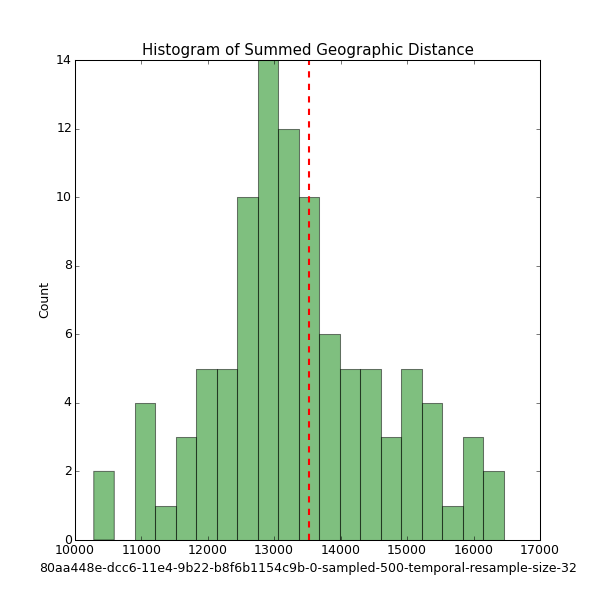 Histogram of Summed Geographic Distance
14
12
10
8
6
4
2
0
Count
10000 11000 12000 13000 14000 15000 16000 17000
80aa448e-dcc6-11e4-9b22-b8f6b1154c9b-0-sampled-500-temporal-resample-size-32